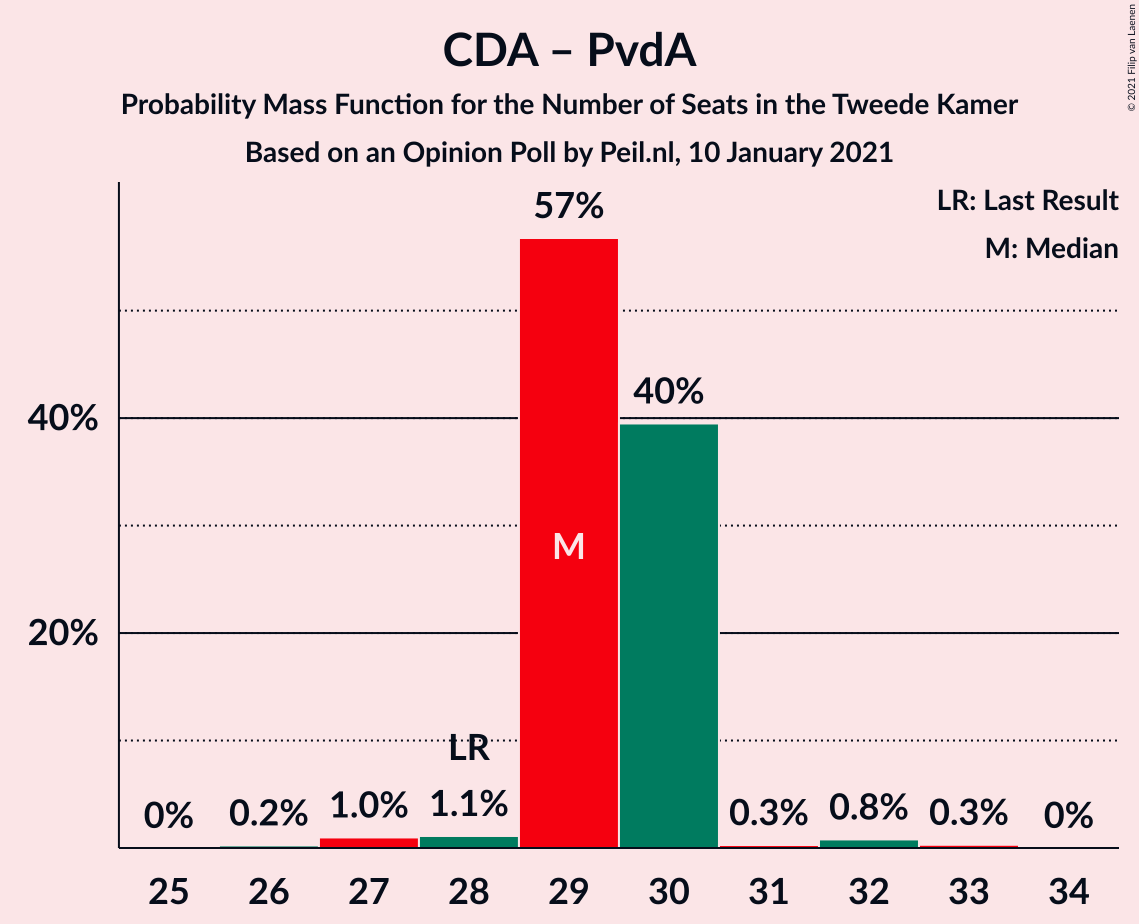 CDA – PvdA
Probability Mass Function for the Number of Seats in the Tweede Kamer
Based on an Opinion Poll by Peil.nl, 10 January 2021
© 2021 Filip van Laenen
LR: Last Result
M: Median
57%
40%
40%
M
20%
LR
0%
0.2%
1.0%
1.1%
0.3%
0.8%
0.3%
0%
25 26 27 28 29 30 31 32 33 34